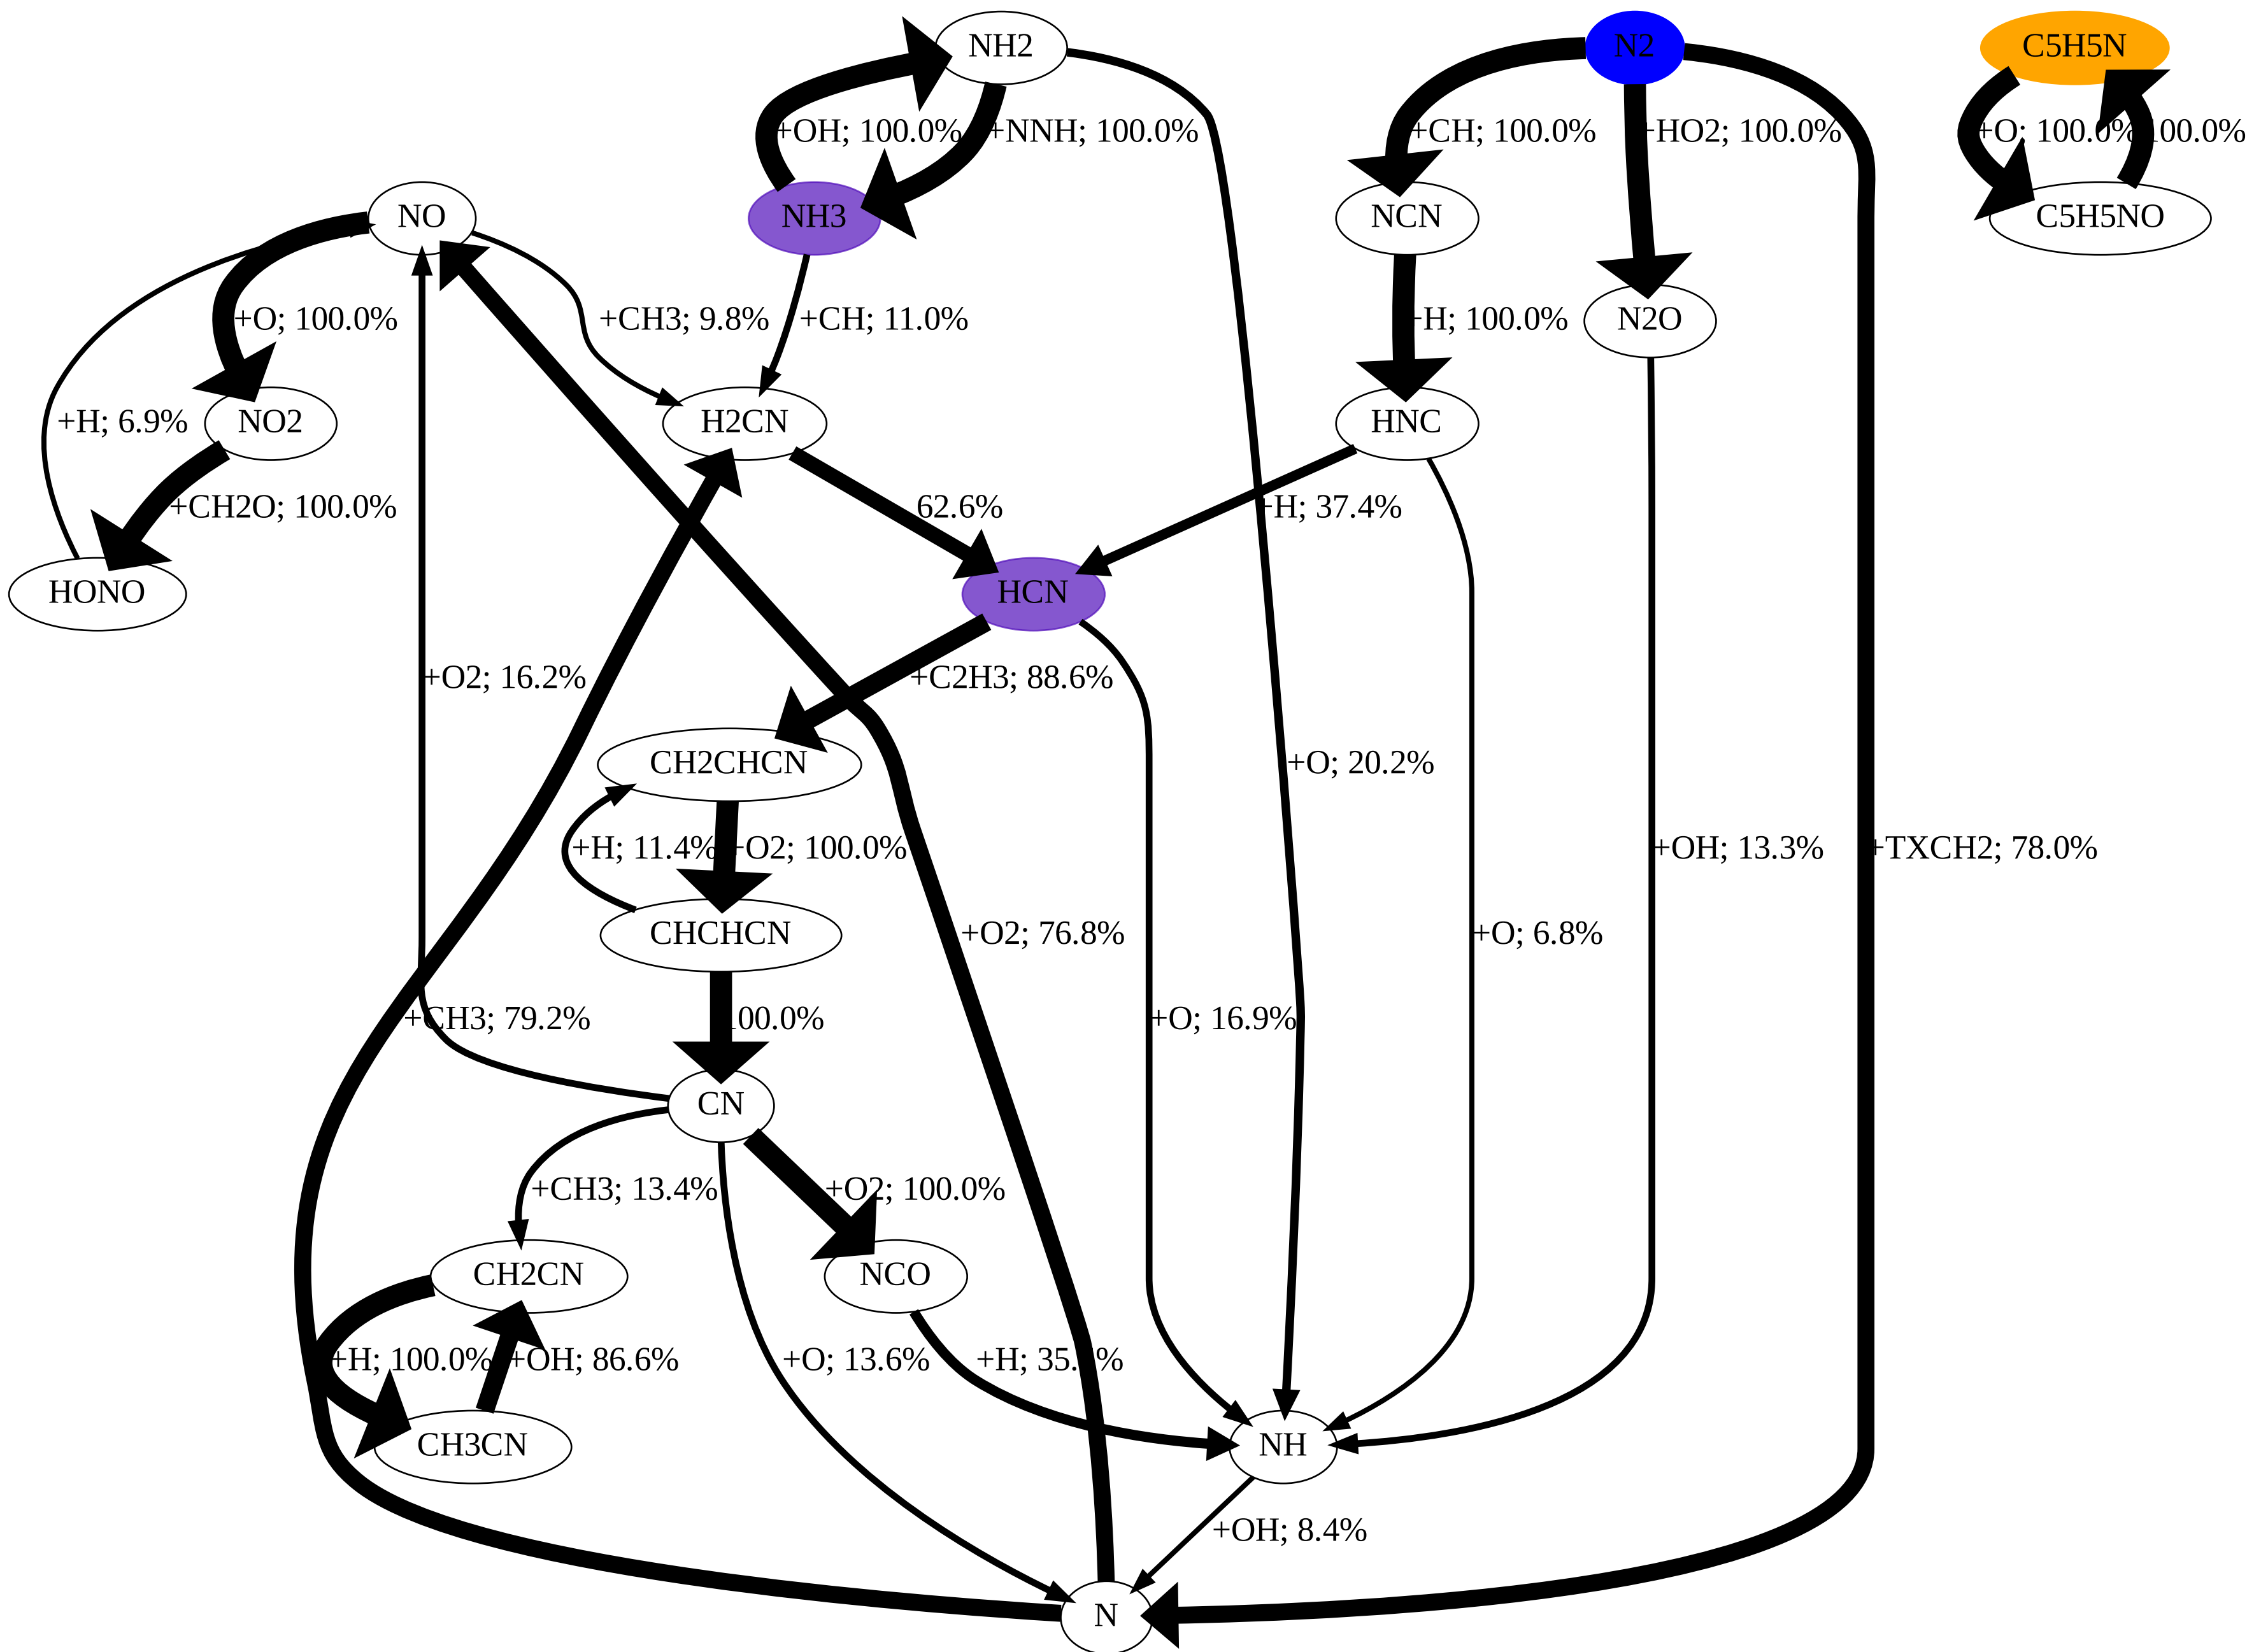 NH2
N2
C5H5N
+OH; 100.0%
+NNH; 100.0%
+CH; 100.0%
+HO2; 100.0%
+O; 100.0%
100.0%
NO
NH3
NCN
C5H5NO
+O; 100.0%
+CH3; 9.8%
+CH; 11.0%
+H; 100.0%
N2O
+H; 6.9%
NO2
H2CN
HNC
+CH2O; 100.0%
62.6%
+H; 37.4%
HONO
HCN
+O2; 16.2%
+C2H3; 88.6%
CH2CHCN
+O; 20.2%
+H; 11.4%
+O2; 100.0%
+OH; 13.3%
+TXCH2; 78.0%
CHCHCN
+O2; 76.8%
+O; 6.8%
+CH3; 79.2%
100.0%
+O; 16.9%
CN
+CH3; 13.4%
+O2; 100.0%
CH2CN
NCO
+H; 100.0%
+OH; 86.6%
+O; 13.6%
+H;
CH3CN
NH
+OH; 8.4%
N